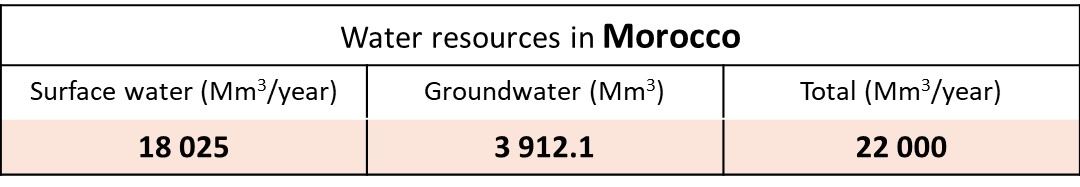 Water resources in Morocco
Surface water (Mm³/year) Groundwater (Mm³) Total (Mm³/year)
18 025 3 912.1 22 000